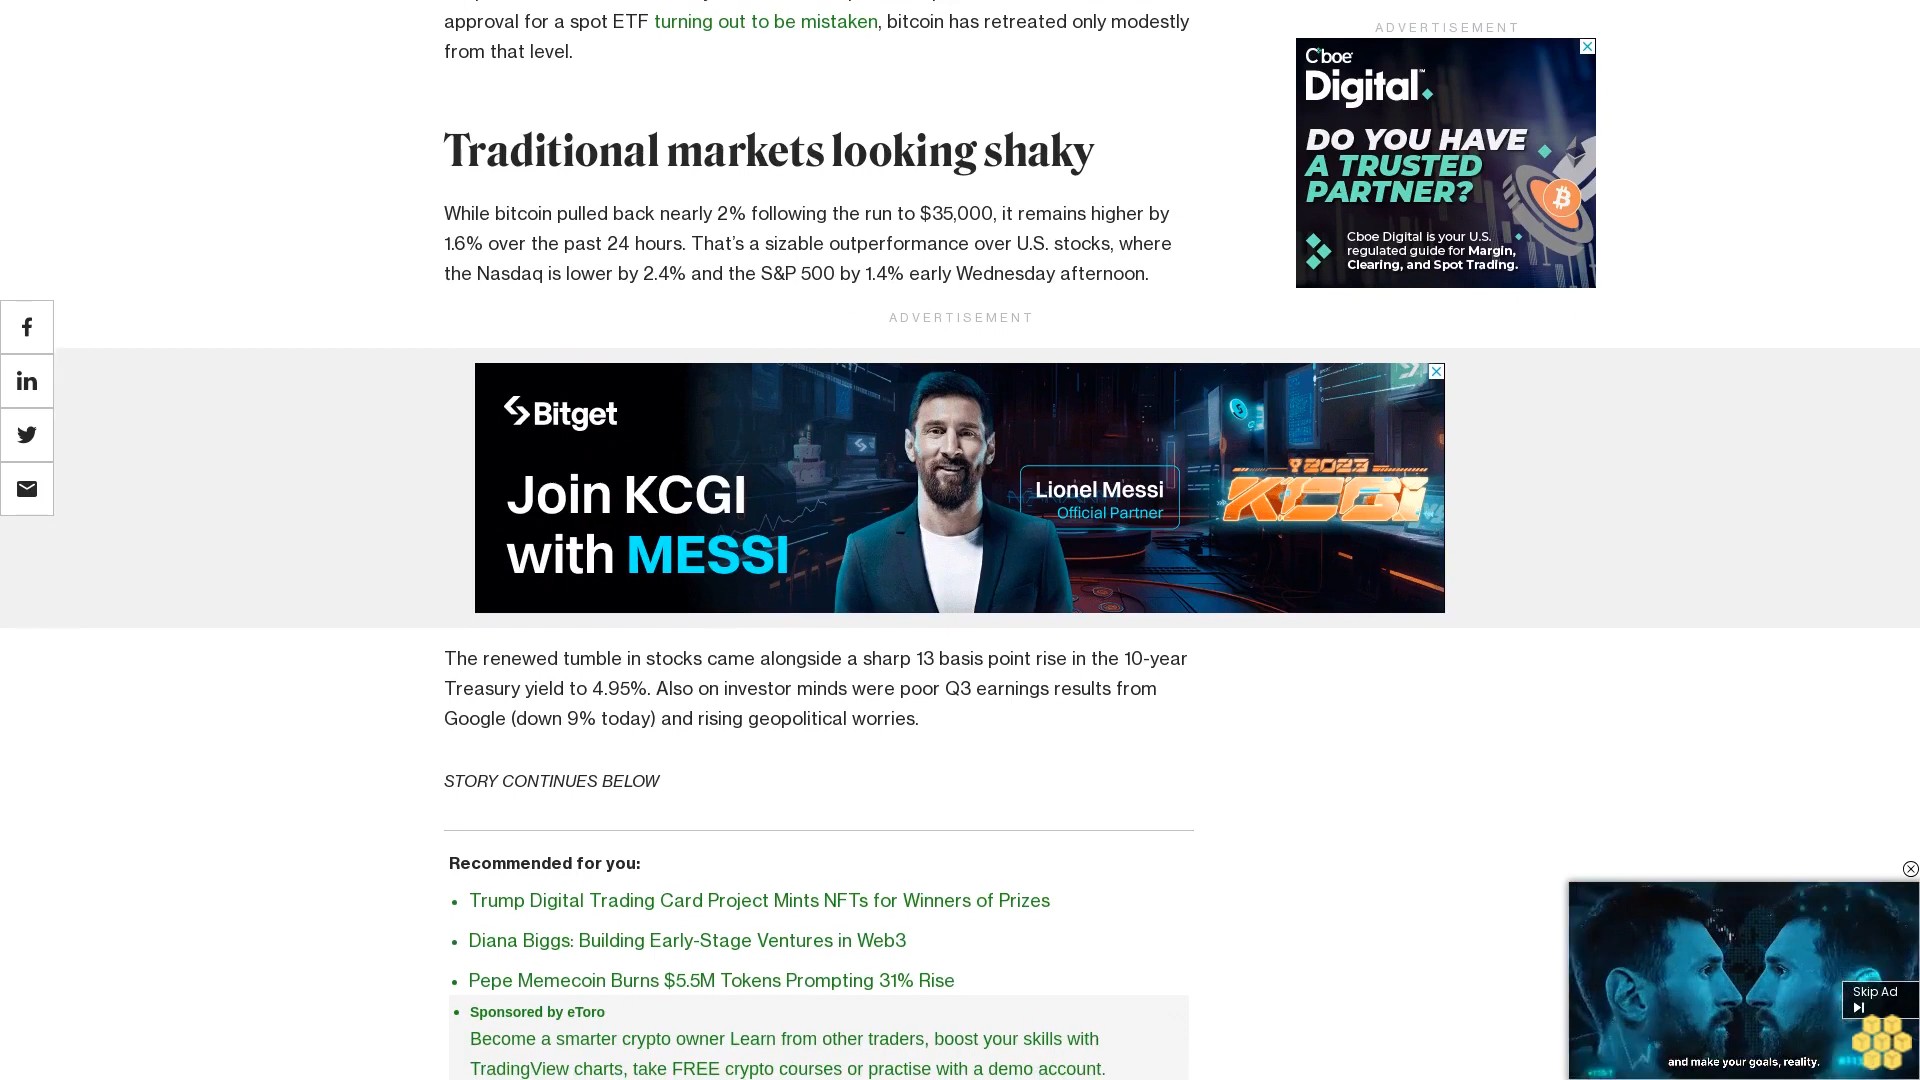 approval for a spot ETF turning out to be mistaken, bitcoin has retreated only modestly
from that level.
Traditional markets looking shaky
While bitcoin pulled back nearly 2% following the run to $35,000, it remains higher by
1.6% over the past 24 hours. That’s a sizable outperformance over U.S. stocks, where
the Nasdaq is lower by 2.4% and the S&P 500 by 1.4% early Wednesday afternoon.
ADVERTISEMENT
Bitget
Join KCGI
with MESSI
Lionel Messi
Official Partner
Y2023
KCGI
The renewed tumble in stocks came alongside a sharp 13 basis point rise in the 10-year
Treasury yield to 4.95%. Also on investor minds were poor Q3 earnings results from
Google (down 9% today) and rising geopolitical worries.
STORY CONTINUES BELOW
Recommended for you:
• Trump Digital Trading Card Project Mints NFTs for Winners of Prizes
• Diana Biggs: Building Early-Stage Ventures in Web3
• Pepe Memecoin Burns $5.5M Tokens Prompting 31% Rise
• Sponsored by eToro
Become a smarter crypto owner Learn from other traders, boost your skills with
TradingView charts, take FREE crypto courses or practise with a demo account.
ADVERTISEMENT
Cboe
Digital™
DO YOU HAVE
A TRUSTED
PARTNER?
Cboe Digital is your U.S.
regulated guide for Margin,
Clearing, and Spot Trading.
Skip Ad
and make your goals, reality.